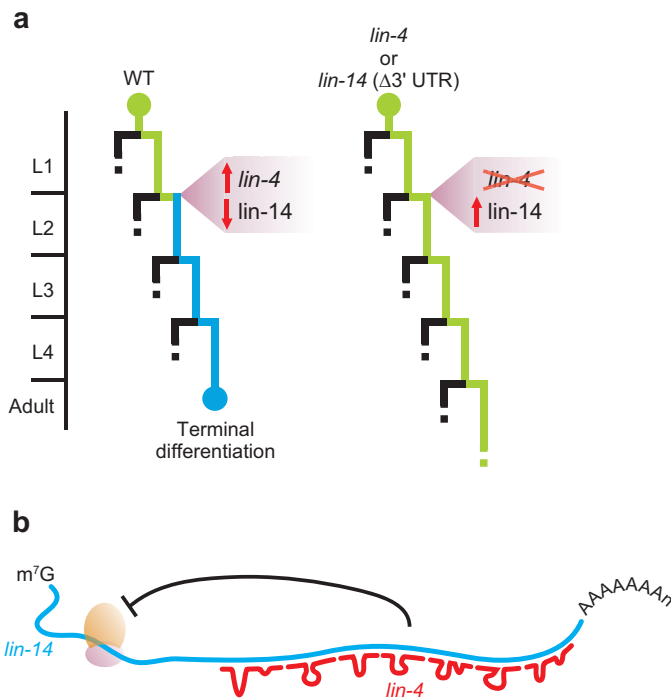 a
WT
lin-4
or
lin-14 (Δ3' UTR)
L1
L2
L3
L4
Adult
lin-4
lin-14
lin-4
lin-14
Terminal
differentiation
b
m⁷G
lin-14
lin-4
AAAAAAAn